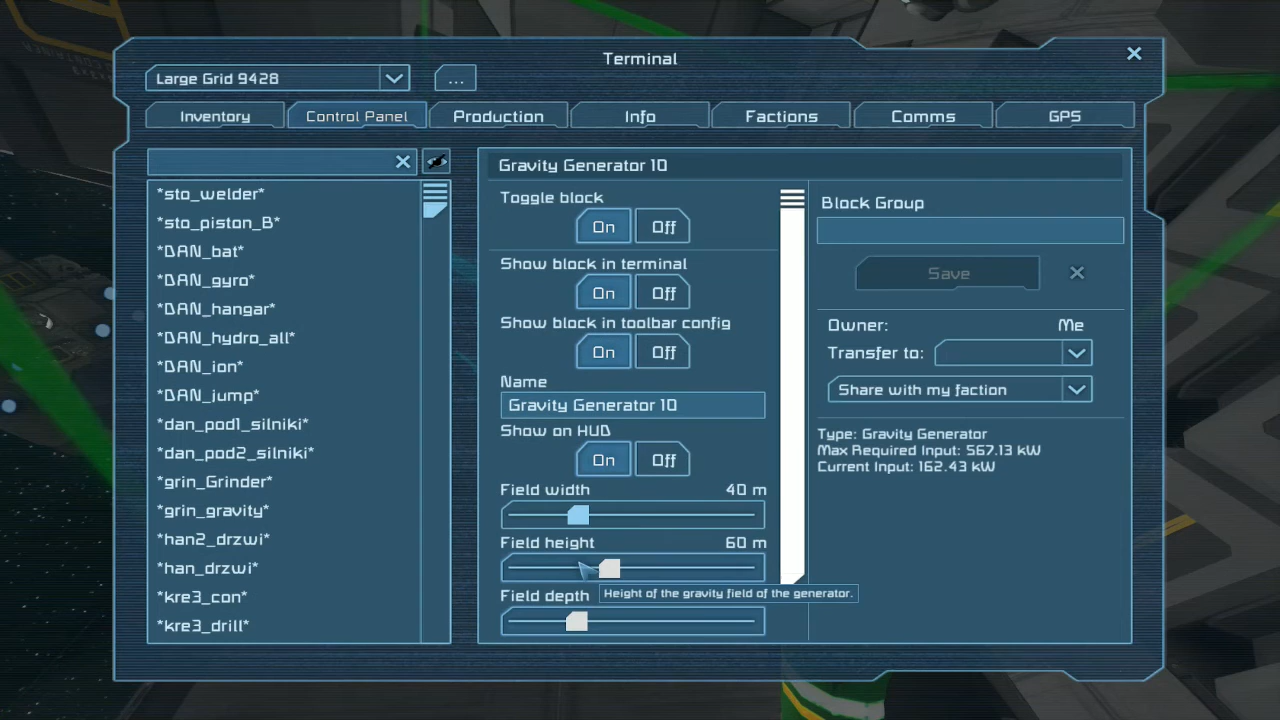 Terminal
Large Grid 9428
...
Inventory
Control Panel
Production
Info
Factions
Comms
GPS
*sto_welder*
*sto_piston_B*
*DAN_bat*
*DAN_gyro*
*DAN_hangar*
*DAN_hydro_all*
*DAN_ion*
*DAN_jump*
*dan_pod1_silniki*
*dan_pod2_silniki*
*grin_Grinder*
*grin_gravity*
*han2_drzwi*
*han_drzwi*
*kre3_con*
*kre3_drill*
Gravity Generator 10
Toggle block
On Off
Show block in terminal
On Off
Show block in toolbar config
On Off
Name
Gravity Generator 10
Show on HUD
On Off
Field width 40 m
Field height 60 m
Field depth
Height of the gravity field of the generator.
Block Group
Save
Owner: Me
Transfer to:
Share with my faction
Type: Gravity Generator
Max Required Input: 567.13 kW
Current Input: 162.43 kW